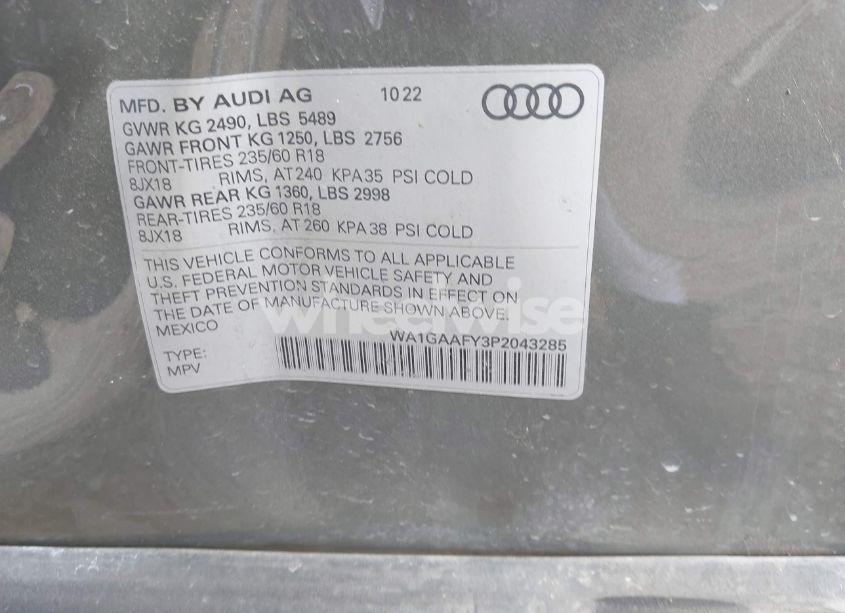 MFD. BY AUDI AG 10 22
GVWR KG 2490, LBS 5489
GAWR FRONT KG 1250, LBS 2756
FRONT-TIRES 235/60 R18
8JX18 RIMS, AT 240 KPA 35 PSI COLD
GAWR REAR KG 1360, LBS 2998
REAR-TIRES 235/60 R18
8JX18 RIMS, AT 260 KPA 38 PSI COLD
THIS VEHICLE CONFORMS TO ALL APPLICABLE
U.S. FEDERAL MOTOR VEHICLE SAFETY AND
THEFT PREVENTION STANDARDS IN EFFECT ON
THE DATE OF MANUFACTURE SHOWN ABOVE.
MEXICO
wheelwise
WA1GAAFY3P2043285
TYPE:
MPV